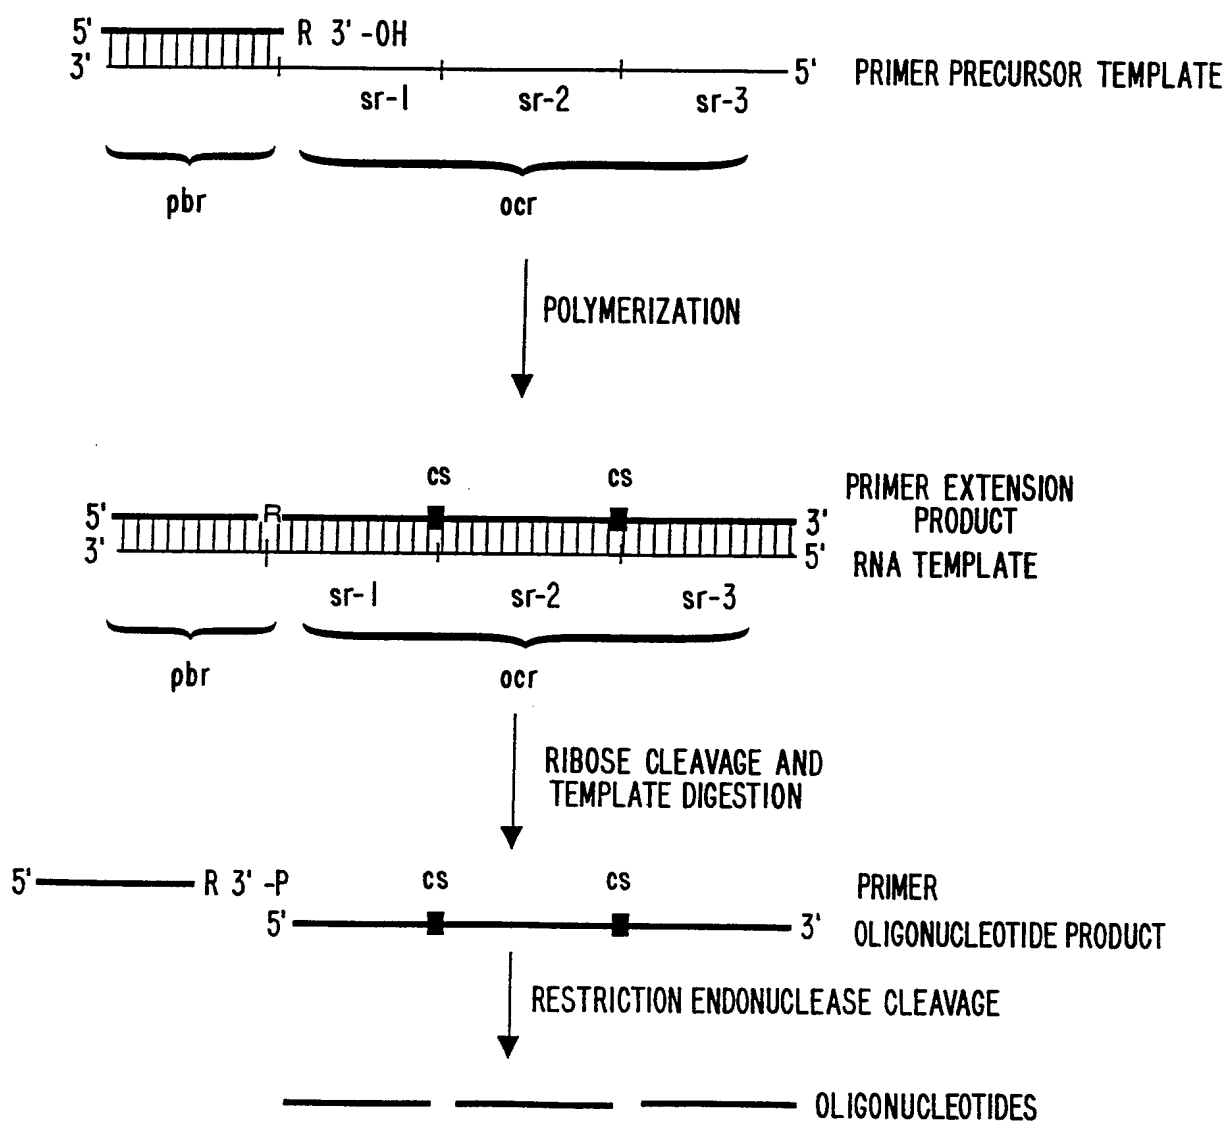 5' R 3' -OH
3' 5' PRIMER PRECURSOR TEMPLATE
sr-1 sr-2 sr-3
pbr ocr
POLYMERIZATION
cs cs
PRIMER EXTENSION
5' R 3' PRODUCT
3' 5' RNA TEMPLATE
sr-1 sr-2 sr-3
pbr ocr
RIBOSE CLEAVAGE AND
TEMPLATE DIGESTION
5' R 3' -P cs cs PRIMER
5' 3' OLIGONUCLEOTIDE PRODUCT
RESTRICTION ENDONUCLEASE CLEAVAGE
OLIGONUCLEOTIDES